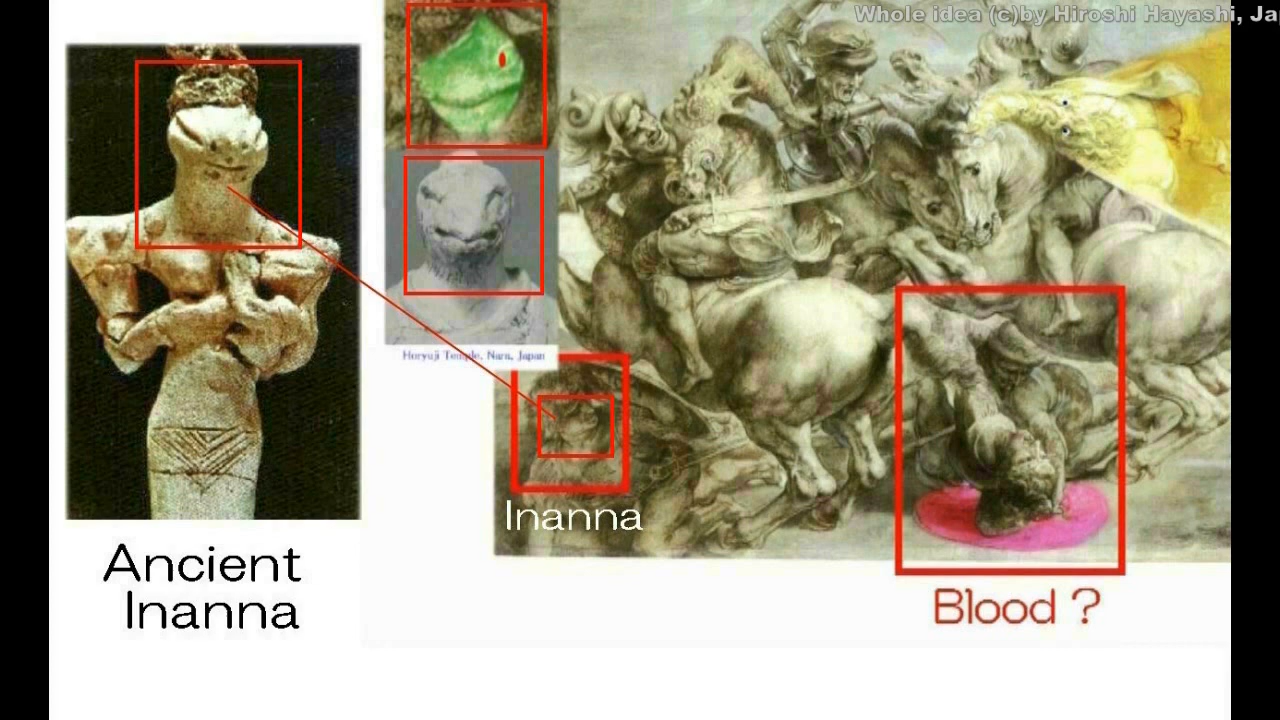 Whole idea (c)by Hiroshi Hayashi, Ja
Horyuji Temple, Nara, Japan
Inanna
Ancient
Inanna
Blood ?